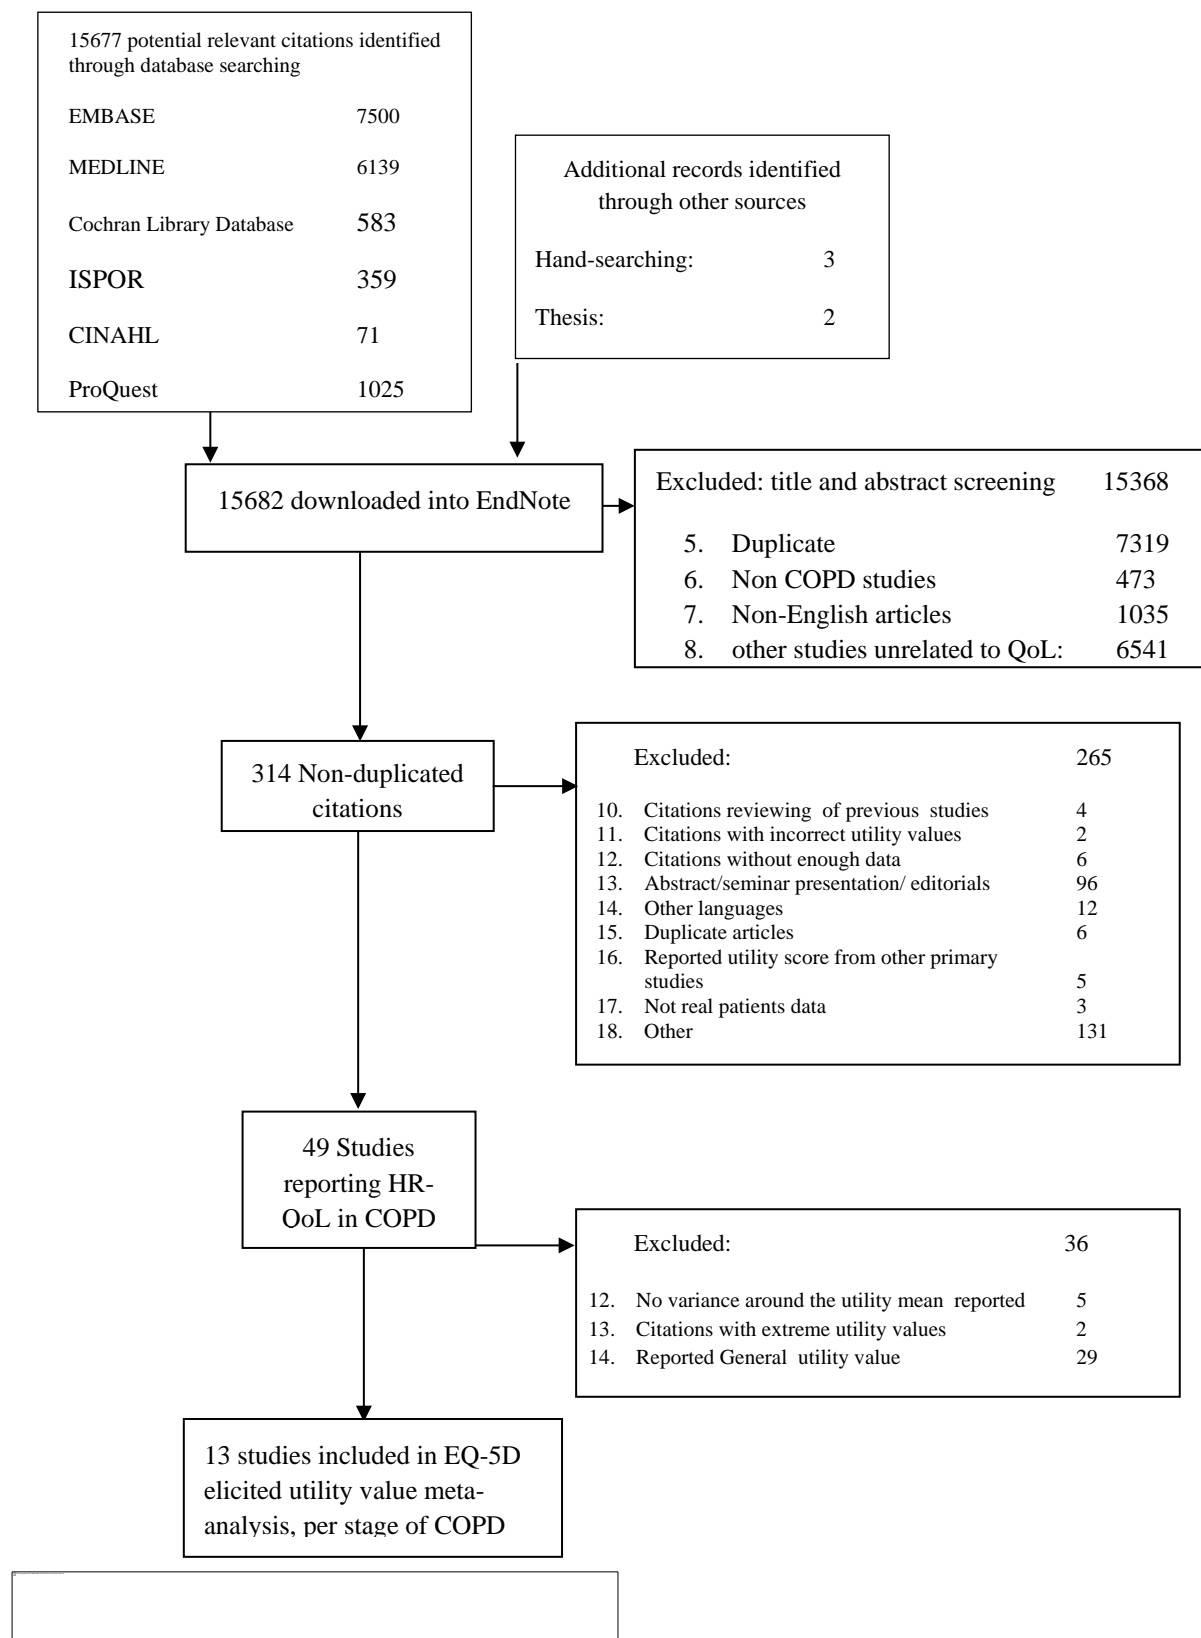 15677 potential relevant citations identified
through database searching
EMBASE 7500
MEDLINE 6139
Cochran Library Database 583
ISPOR 359
CINAHL 71
ProQuest 1025
Additional records identified
through other sources
Hand-searching: 3
Thesis: 2
15682 downloaded into EndNote
Excluded: title and abstract screening 15368
5. Duplicate 7319
6. Non COPD studies 473
7. Non-English articles 1035
8. other studies unrelated to QoL: 6541
314 Non-duplicated
citations
Excluded: 265
10. Citations reviewing of previous studies 4
11. Citations with incorrect utility values 2
12. Citations without enough data 6
13. Abstract/seminar presentation/ editorials 96
14. Other languages 12
15. Duplicate articles 6
16. Reported utility score from other primary
studies 5
17. Not real patients data 3
18. Other 131
49 Studies
reporting HR-
QoL in COPD
Excluded: 36
12. No variance around the utility mean reported 5
13. Citations with extreme utility values 2
14. Reported General utility value 29
13 studies included in EQ-5D
elicited utility value meta-
analysis, per stage of COPD